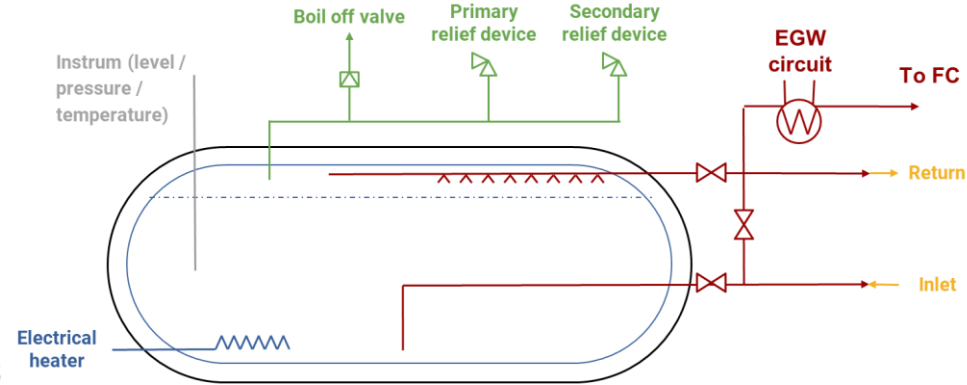 Boil off valve
Primary
relief device
Secondary
relief device
EGW
circuit
To FC
Instrum (level /
pressure /
temperature)
Return
Inlet
Electrical
heater